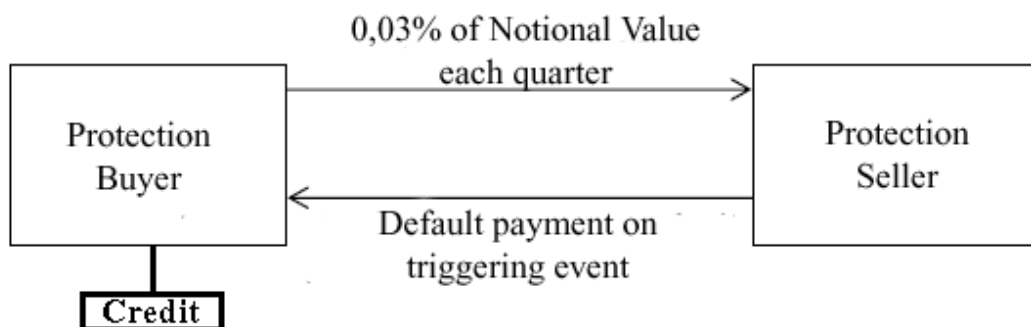 0,03% of Notional Value
each quarter
Protection
Buyer
Protection
Seller
Default payment on
triggering event
Credit